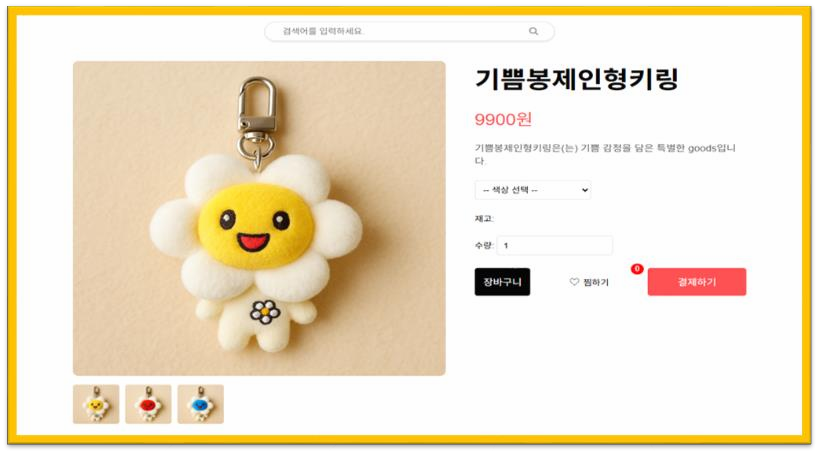 검색어를 입력하세요.
기쁨봉제인형키링
9900원
기쁨봉제인형키링은(는) 기쁨 감정을 담은 특별한 goods입니
다.
-- 색상 선택 --
재고:
수량: 1
장바구니 ♡ 찜하기 0 결제하기